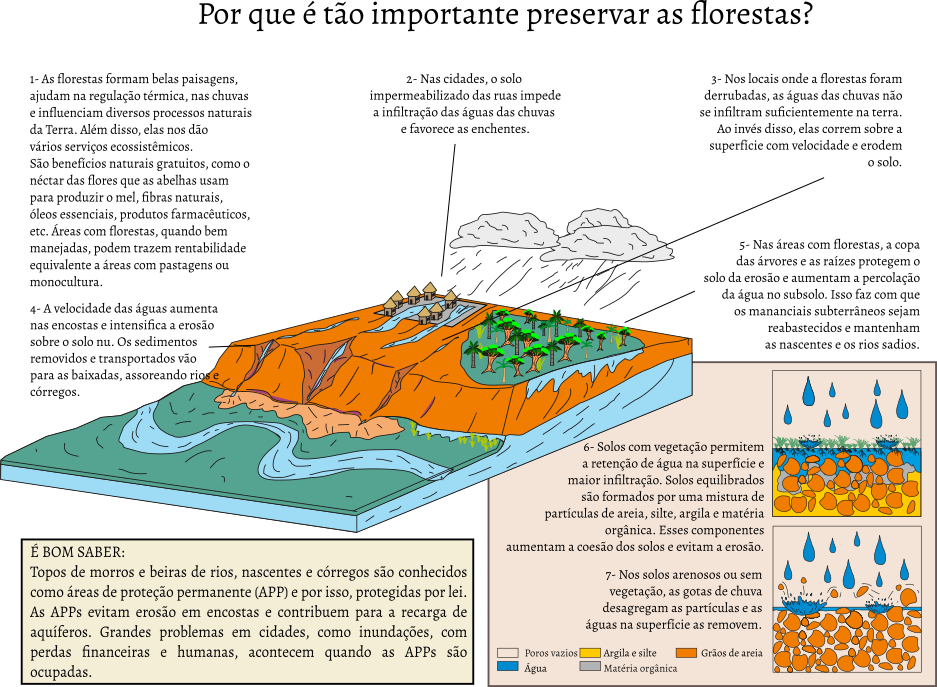 Por que é tão importante preservar as florestas?
1- As florestas formam belas paisagens,
ajudam na regulação térmica, nas chuvas
e influenciam diversos processos naturais
da Terra. Além disso, elas nos dão
vários serviços ecossistêmicos.
São benefícios naturais gratuitos, como o
néctar das flores que as abelhas usam
para produzir o mel, fibras naturais,
óleos essenciais, produtos farmacêuticos,
etc. Áreas com florestas, quando bem
manejadas, podem trazem rentabilidade
equivalente a áreas com pastagens ou
monocultura.
2- Nas cidades, o solo
impermeabilizado das ruas impede
a infiltração das águas das chuvas
e favorece as enchentes.
3- Nos locais onde a florestas foram
derrubadas, as águas das chuvas não
se infiltram suficientemente na terra.
Ao invés disso, elas correm sobre a
superfície com velocidade e erodem
o solo.
4- A velocidade das águas aumenta
nas encostas e intensifica a erosão
sobre o solo nu. Os sedimentos
removidos e transportados vão
para as baixadas, assoreando rios e
córregos.
5- Nas áreas com florestas, a copa
das árvores e as raízes protegem o
solo da erosão e aumentam a percolação
da água no subsolo. Isso faz com que
os mananciais subterrâneos sejam
reabastecidos e mantenham
as nascentes e os rios sadios.
6- Solos com vegetação permitem
a retenção de água na superfície e
maior infiltração. Solos equilibrados
são formados por uma mistura de
partículas de areia, silte, argila e matéria
orgânica. Esses componentes
aumentam a coesão dos solos e evitam a erosão.
7- Nos solos arenosos ou sem
vegetação, as gotas de chuva
desagregam as partículas e as
águas na superfície as removem.
Poros vazios Argila e silte Grãos de areia
Água Matéria orgânica
É BOM SABER:
Topos de morros e beiras de rios, nascentes e córregos são conhecidos
como áreas de proteção permanente (APP) e por isso, protegidas por lei.
As APPs evitam erosão em encostas e contribuem para a recarga de
aquíferos. Grandes problemas em cidades, como inundações, com
perdas financeiras e humanas, acontecem quando as APPs são
ocupadas.